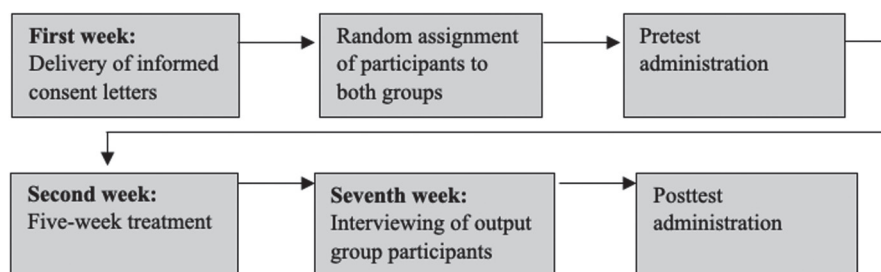 First week:
Delivery of informed
consent letters
Random assignment
of participants to
both groups
Pretest
administration
Second week:
Five-week treatment
Seventh week:
Interviewing of output
group participants
Posttest
administration